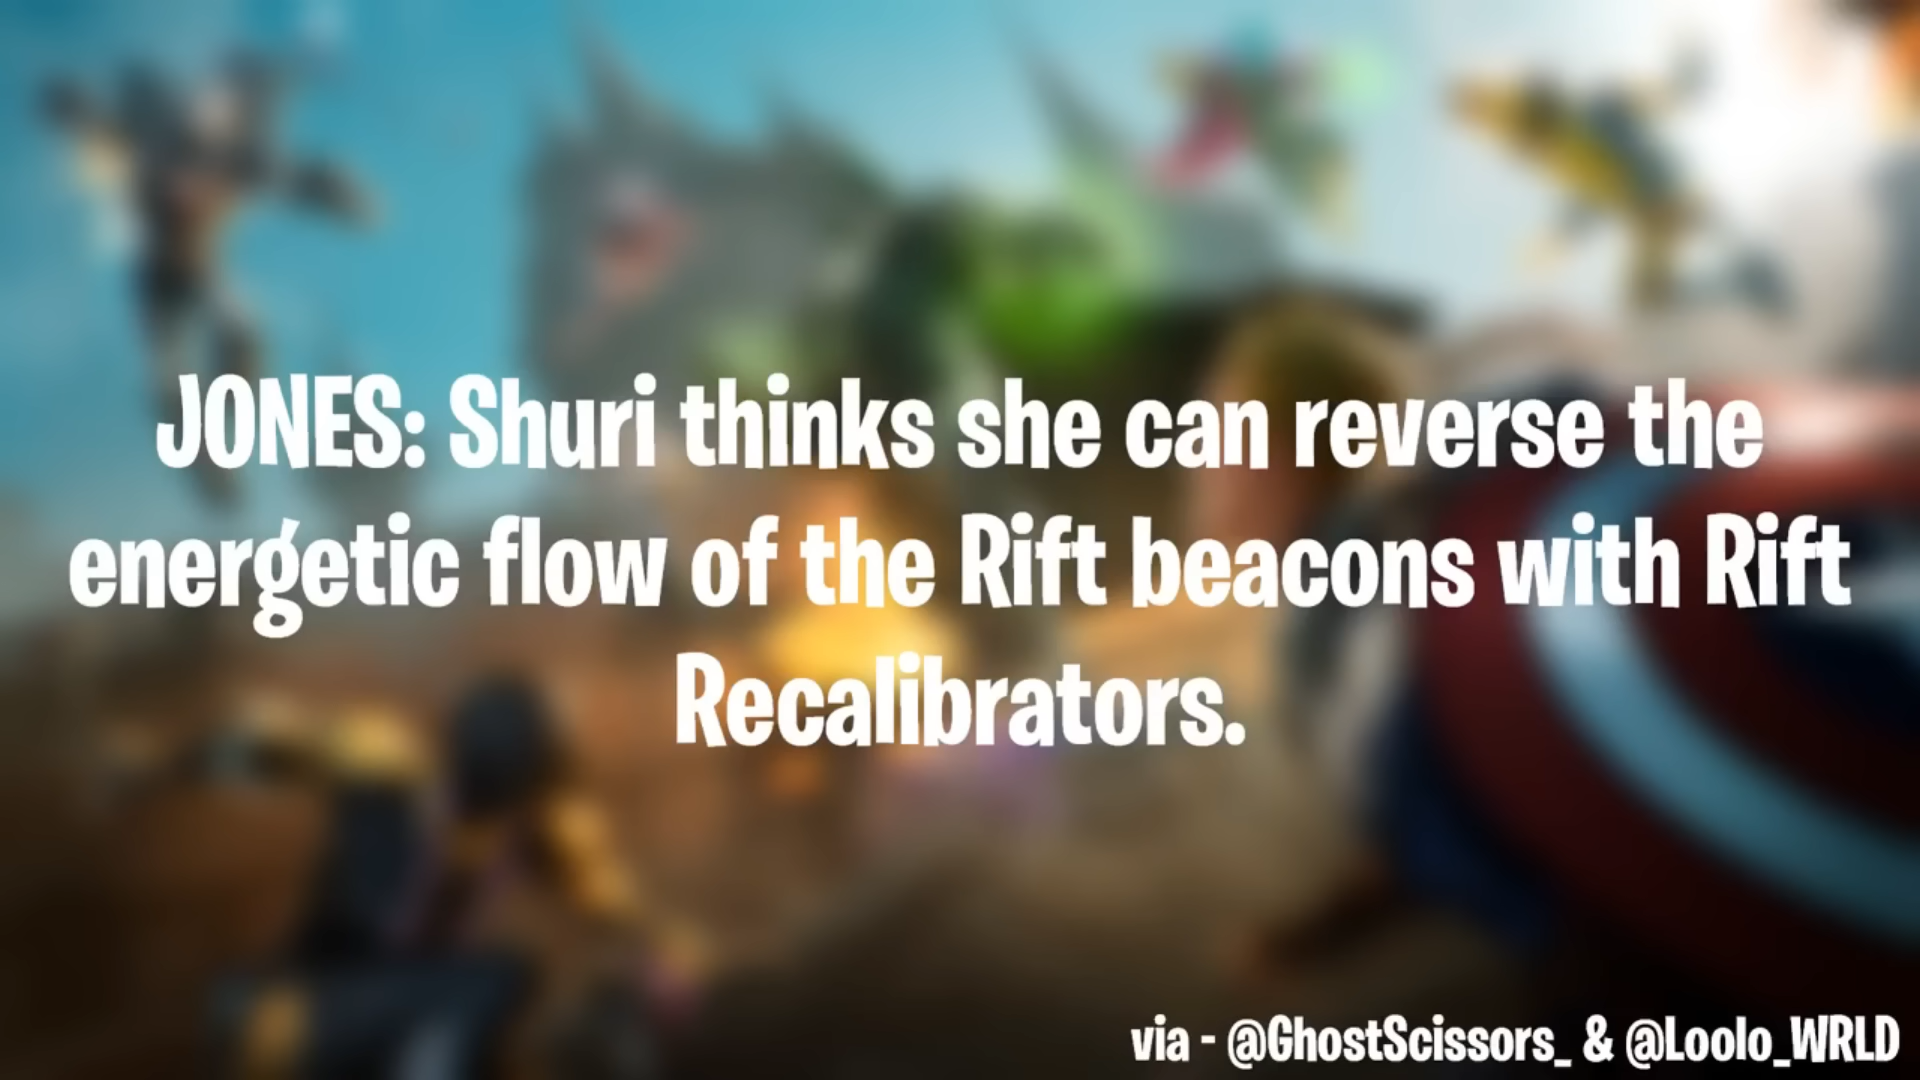 JONES: Shuri thinks she can reverse the
energetic flow of the Rift beacons with Rift
Recalibrators.
via - @GhostScissors_ & @Loolo_WRLD